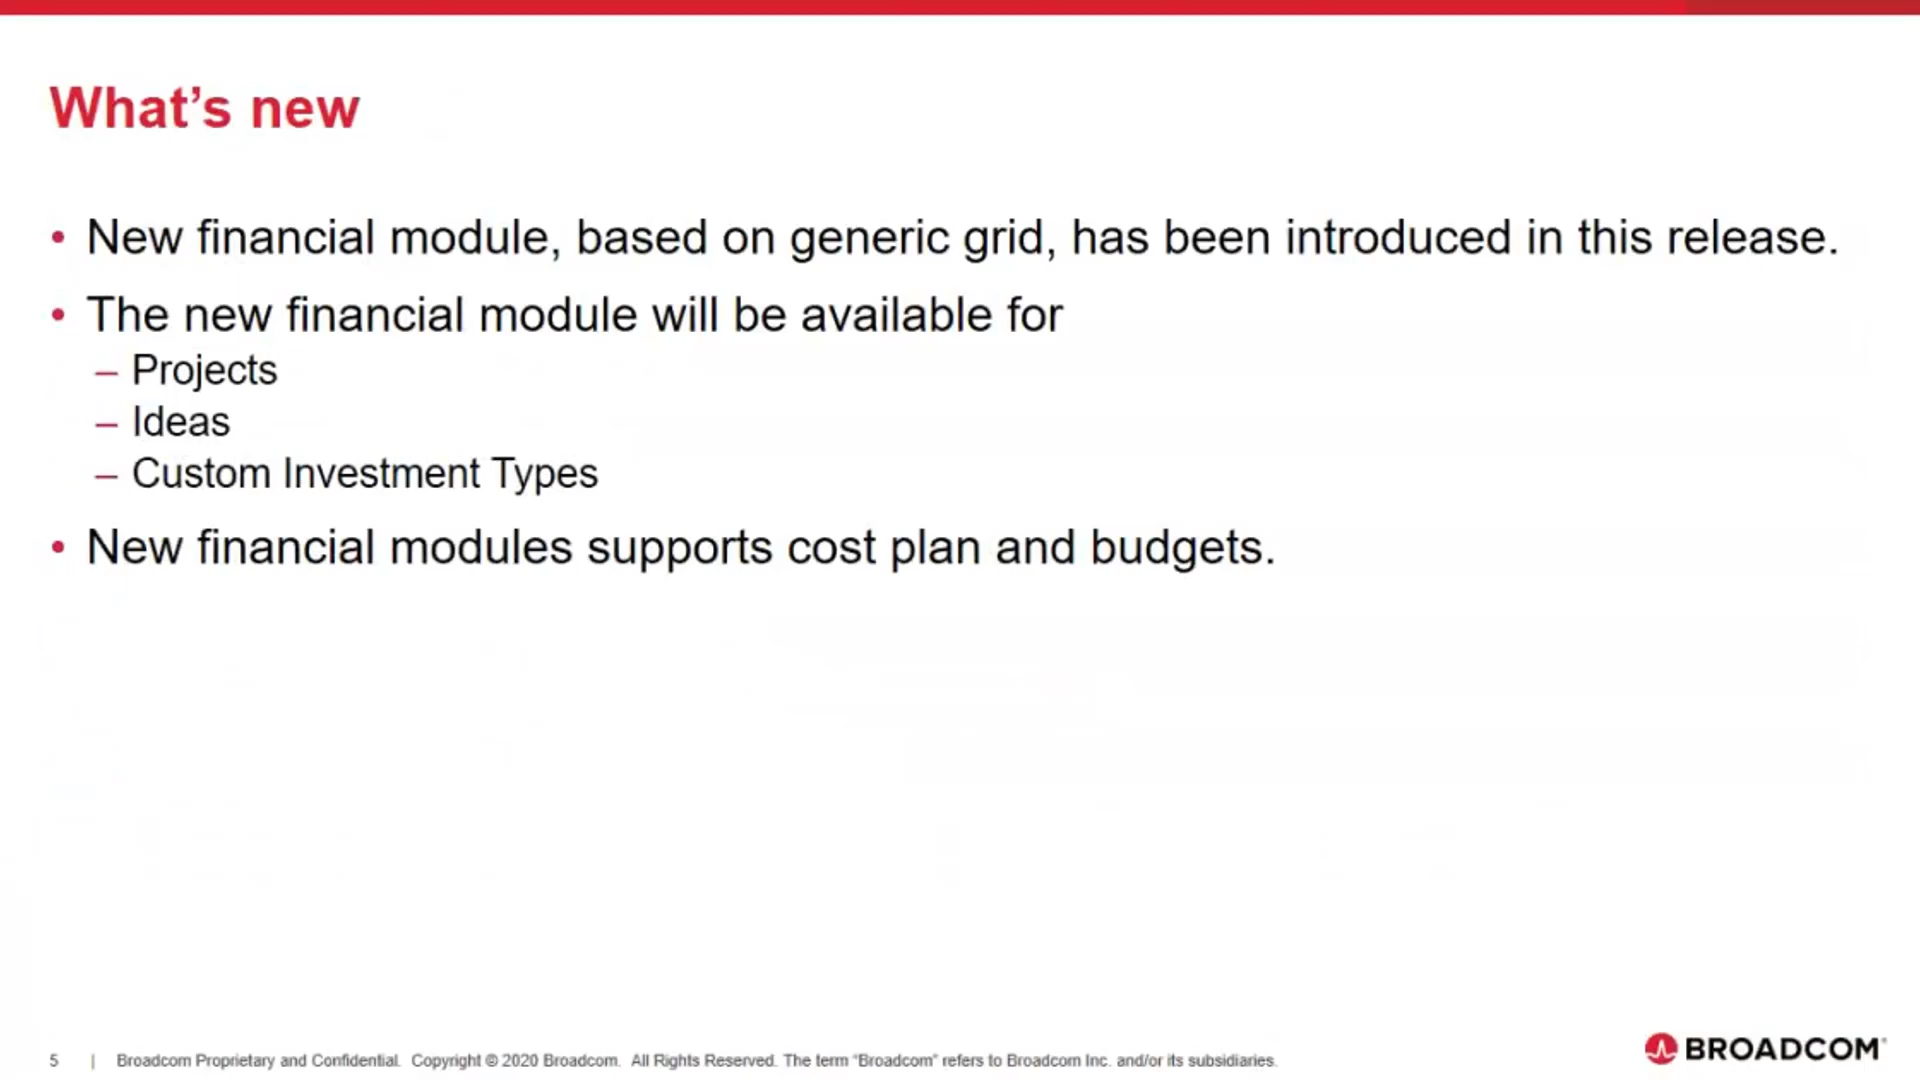 What’s new
• New financial module, based on generic grid, has been introduced in this release.
• The new financial module will be available for
– Projects
– Ideas
– Custom Investment Types
• New financial modules supports cost plan and budgets.
5 | Broadcom Proprietary and Confidential. Copyright © 2020 Broadcom. All Rights Reserved. The term “Broadcom” refers to Broadcom Inc. and/or its subsidiaries.
BROADCOM